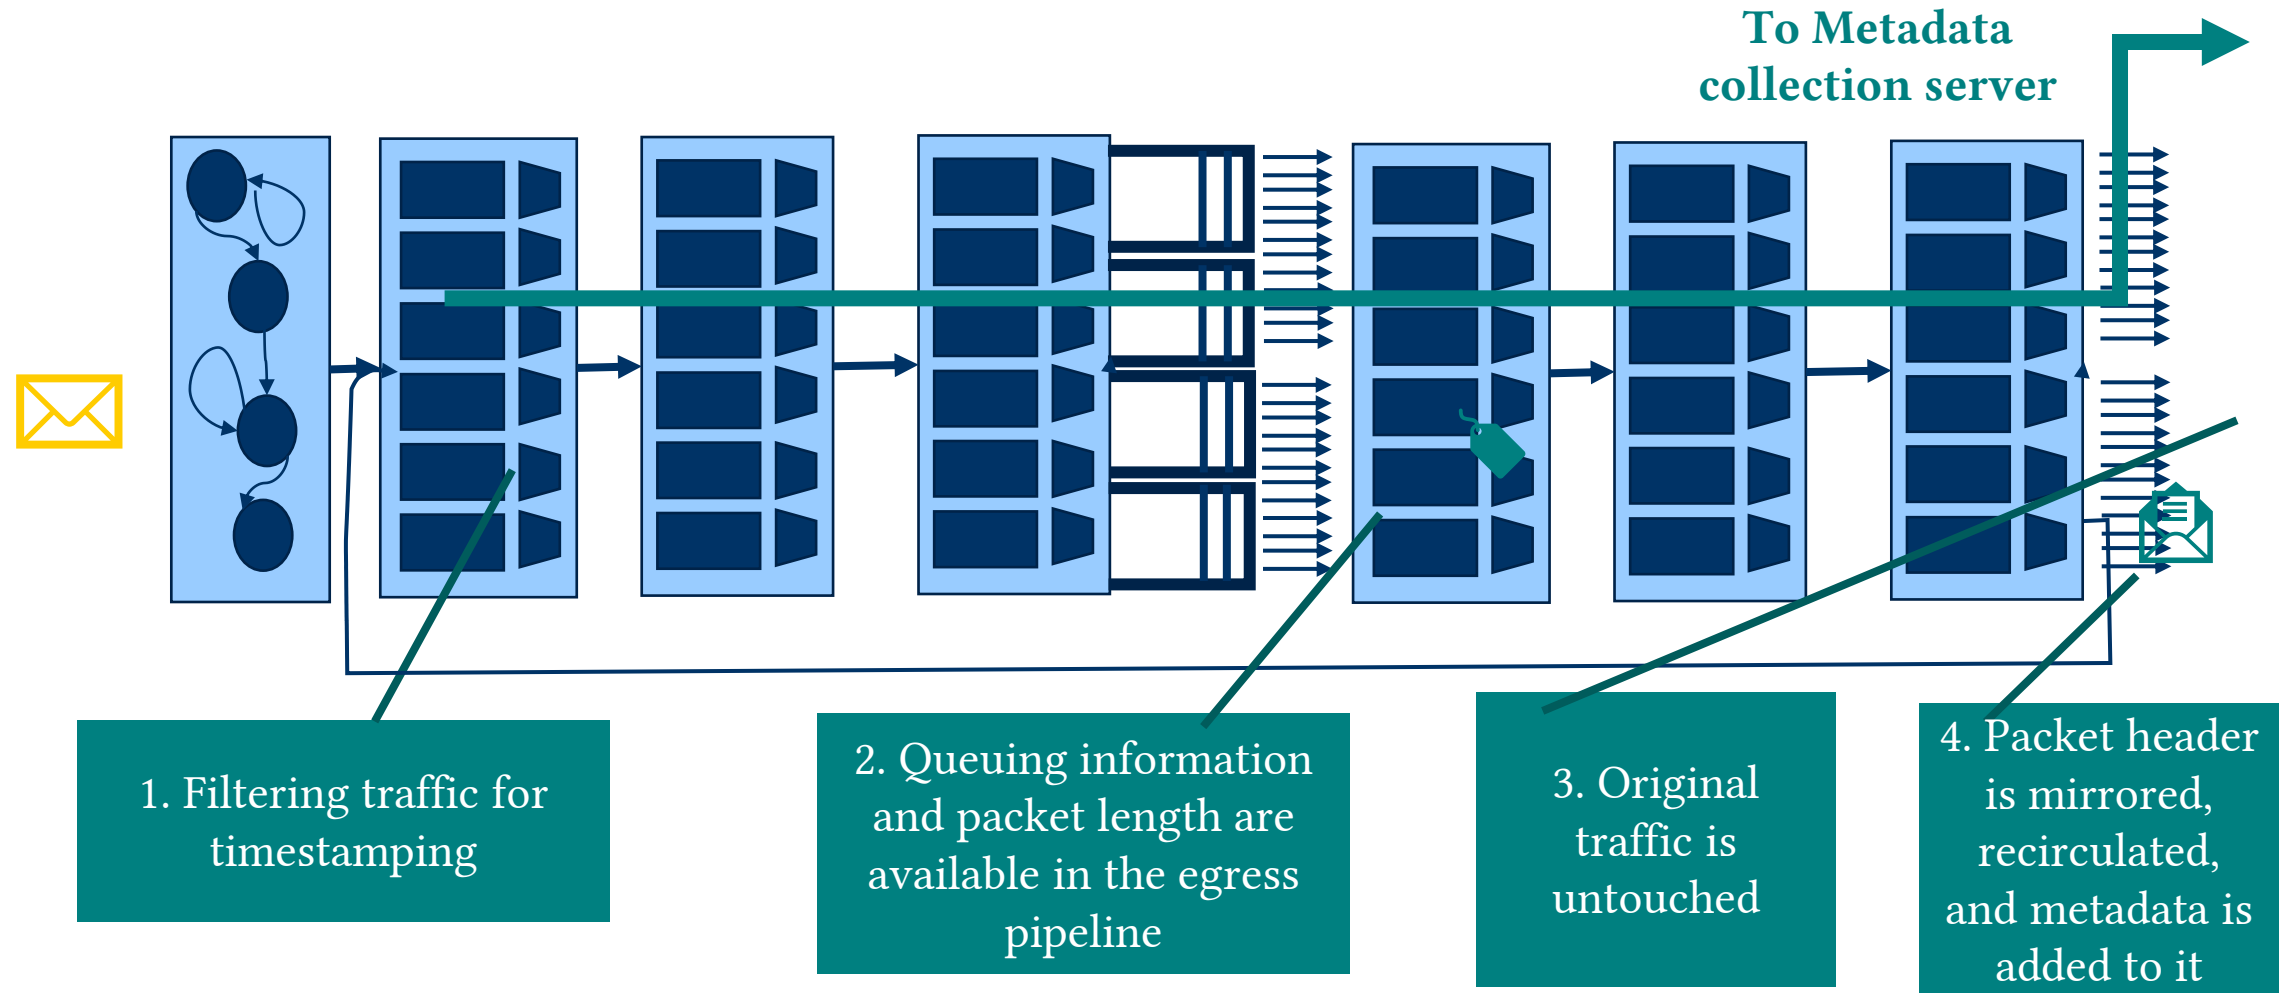 To Metadata
collection server
1. Filtering traffic for
timestamping
2. Queuing information
and packet length are
available in the egress
pipeline
3. Original
traffic is
untouched
4. Packet header
is mirrored,
recirculated,
and metadata is
added to it